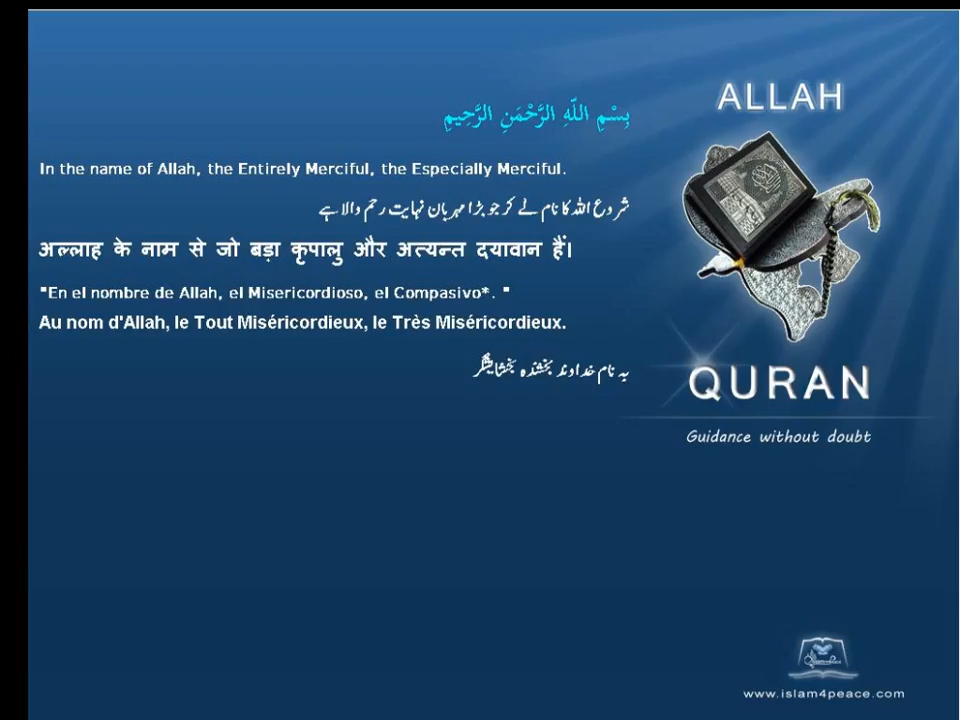 بِسْمِ اللَّهِ الرَّحْمَنِ الرَّحِيمِ
In the name of Allah, the Entirely Merciful, the Especially Merciful.
شروع الله کا نام لے کر جو بڑا مہربان نہایت رحم والا ہے
अल्लाह के नाम से जो बड़ा कृपालु और अत्यन्त दयावान हैं।
"En el nombre de Allah, el Misericordioso, el Compasivo*. "
Au nom d'Allah, le Tout Miséricordieux, le Très Miséricordieux.
به نام خداوند بخشنده بخشایشگر
ALLAH
QURAN
Guidance without doubt
www.islam4peace.com